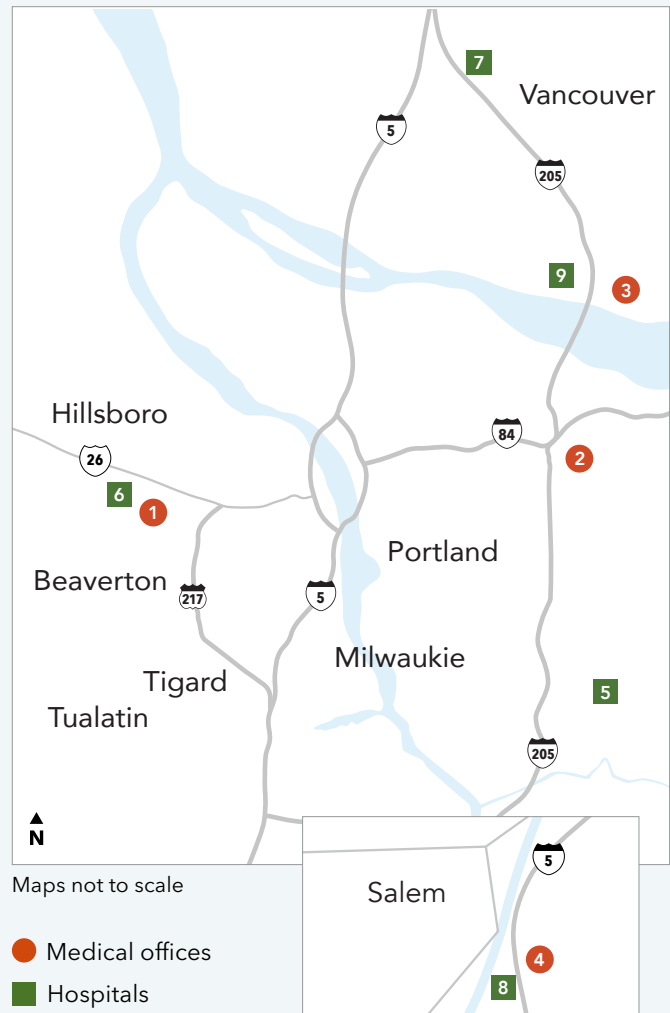 7
Vancouver
5
205
9
3
Hillsboro
84
26
2
6
1
Portland
Beaverton
217
5
Milwaukie
Tigard
5
Tualatin
205
N
5
Maps not to scale
Salem
Medical offices
4
8
Hospitals